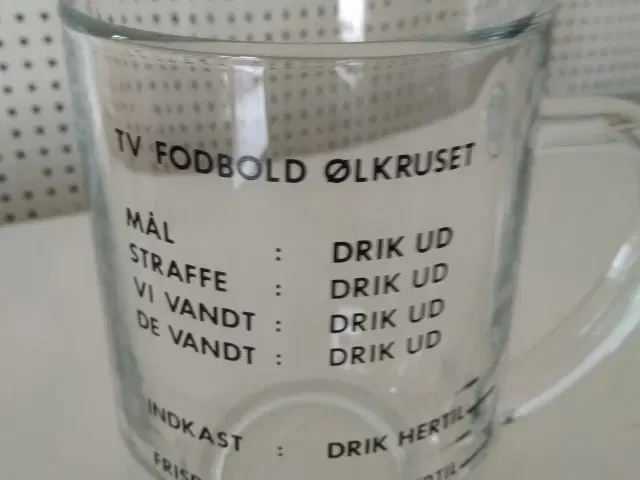 TV FODBOLD ØLKRUSET
MÅL : DRIK UD
STRAFFE : DRIK UD
VI VANDT : DRIK UD
DE VANDT : DRIK UD
INDKAST : DRIK HERTIL